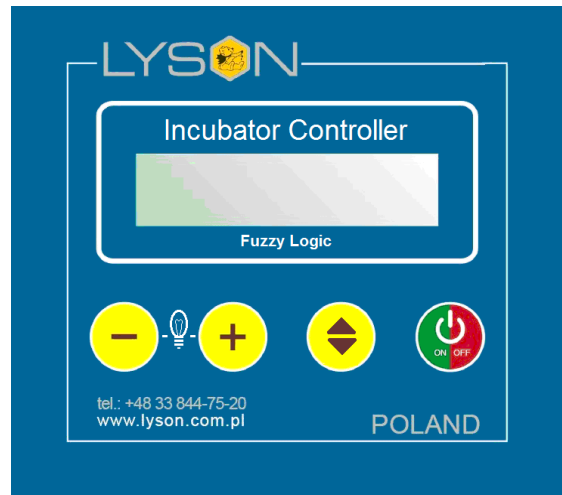 LYSON
Incubator Controller
Fuzzy Logic
− +
ON OFF
tel.: +48 33 844-75-20
www.lyson.com.pl
POLAND